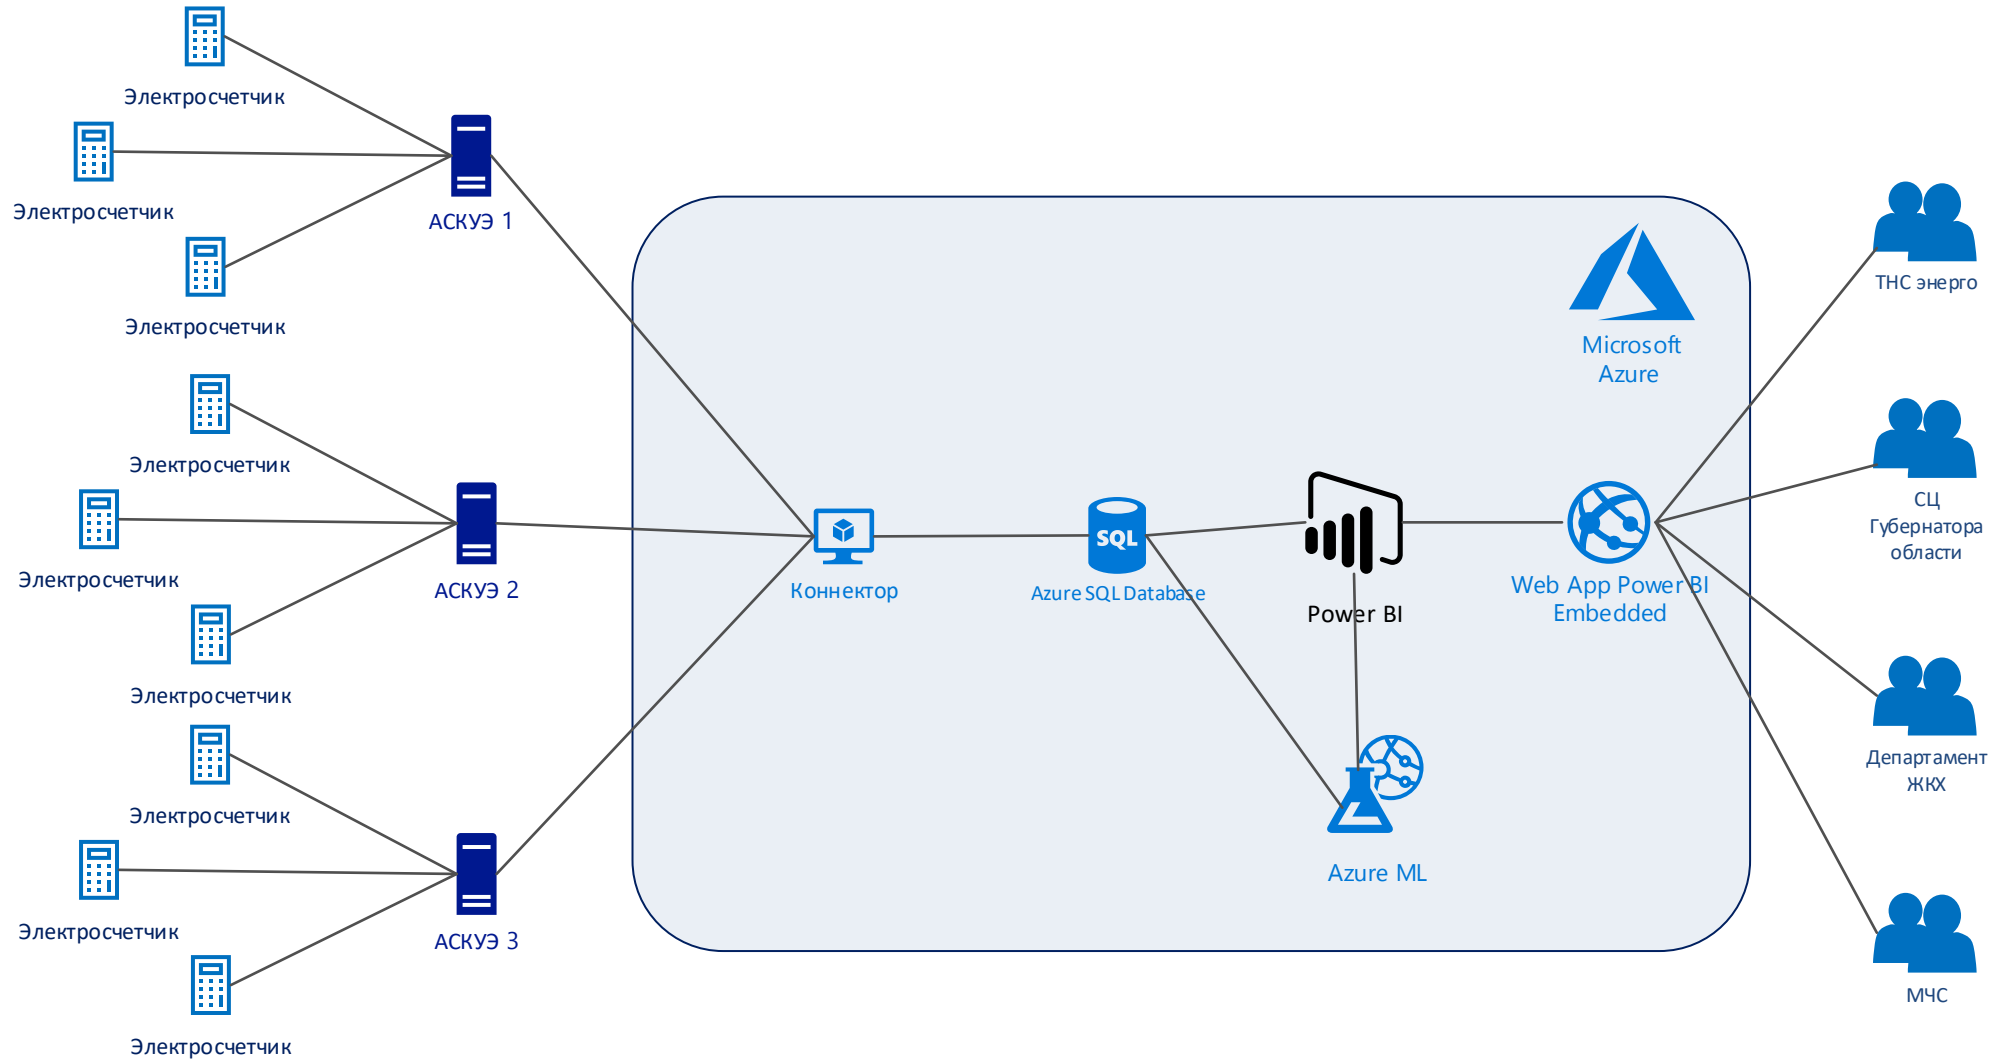 Электросчетчик
Электросчетчик
Электросчетчик
АСКУЭ 1
Электросчетчик
Электросчетчик
Электросчетчик
АСКУЭ 2
Электросчетчик
Электросчетчик
Электросчетчик
АСКУЭ 3
Коннектор
SQL
Azure SQL Database
Power BI
Azure ML
Microsoft
Azure
Web App Power BI
Embedded
ТНС энерго
СЦ
Губернатора
области
Департамент
ЖКХ
МЧС